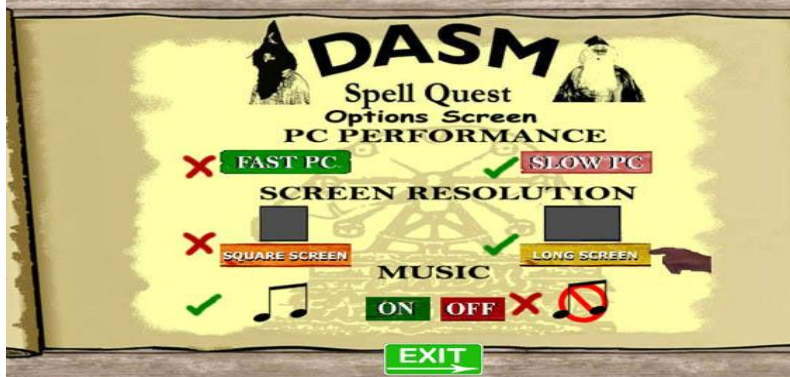 DASM
Spell Quest
Options Screen
PC PERFORMANCE
FAST PC SLOW PC
SCREEN RESOLUTION
SQUARE SCREEN LONG SCREEN
MUSIC
ON OFF
EXIT